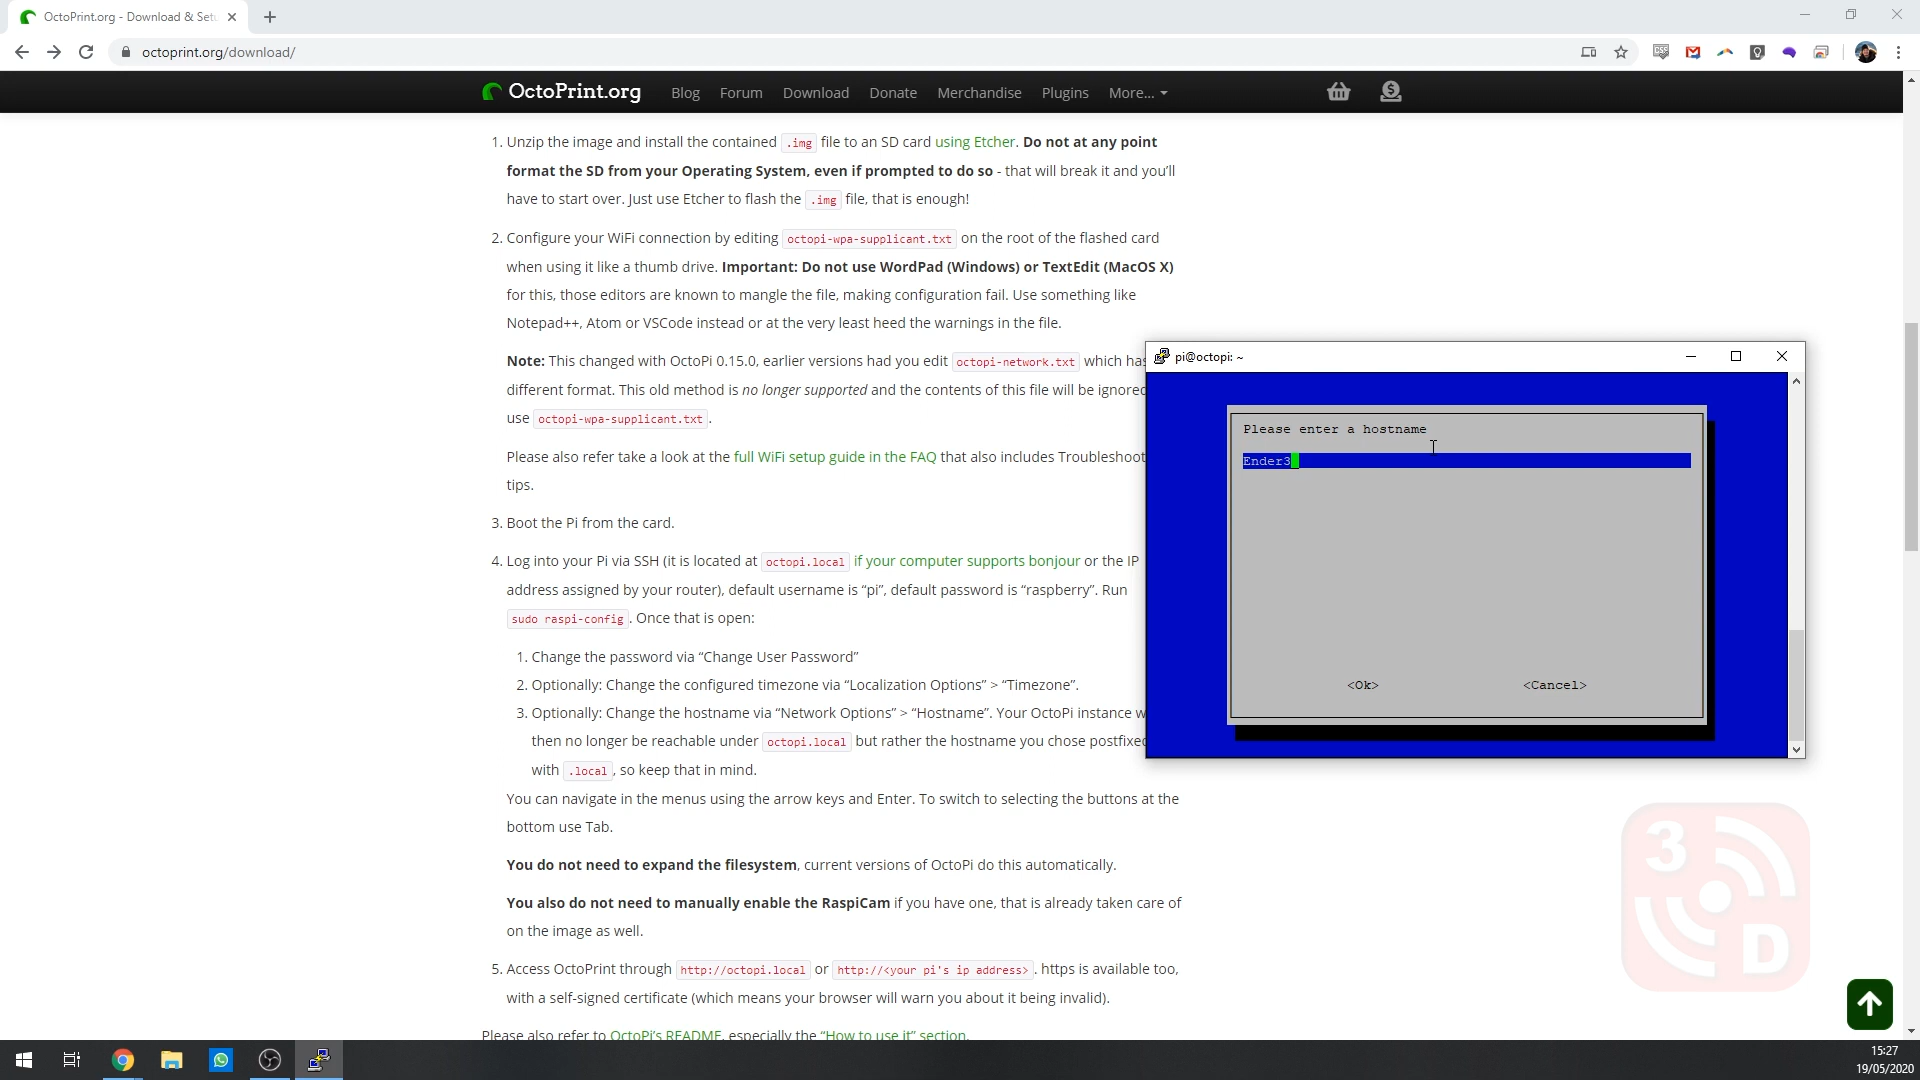 OctoPrint.org - Download & Setu
octoprint.org/download/
OctoPrint.org
Blog
Forum
Download
Donate
Merchandise
Plugins
More...
1. Unzip the image and install the contained .img file to an SD card using Etcher. Do not at any point
format the SD from your Operating System, even if prompted to do so - that will break it and you'll
have to start over. Just use Etcher to flash the .img file, that is enough!
2. Configure your WiFi connection by editing octopi-wpa-supplicant.txt on the root of the flashed card
when using it like a thumb drive. Important: Do not use WordPad (Windows) or TextEdit (MacOS X)
for this, those editors are known to mangle the file, making configuration fail. Use something like
Notepad++, Atom or VSCode instead or at the very least heed the warnings in the file.
Note: This changed with OctoPi 0.15.0, earlier versions had you edit octopi-network.txt which has
different format. This old method is no longer supported and the contents of this file will be ignored
use octopi-wpa-supplicant.txt.
Please also refer take a look at the full WiFi setup guide in the FAQ that also includes Troubleshoot
tips.
3. Boot the Pi from the card.
4. Log into your Pi via SSH (it is located at octopi.local if your computer supports bonjour or the IP
address assigned by your router), default username is “pi”, default password is “raspberry”. Run
sudo raspi-config. Once that is open:
1. Change the password via “Change User Password”
2. Optionally: Change the configured timezone via “Localization Options” > “Timezone”.
3. Optionally: Change the hostname via “Network Options” > “Hostname”. Your OctoPi instance w
then no longer be reachable under octopi.local but rather the hostname you chose postfixed
with .local, so keep that in mind.
You can navigate in the menus using the arrow keys and Enter. To switch to selecting the buttons at the
bottom use Tab.
You do not need to expand the filesystem, current versions of OctoPi do this automatically.
You also do not need to manually enable the RaspiCam if you have one, that is already taken care of
on the image as well.
5. Access OctoPrint through http://octopi.local or http://<your pi's ip address>. https is available too,
with a self-signed certificate (which means your browser will warn you about it being invalid).
Please also refer to OctoPi's README, especially the “How to use it” section.
pi@octopi: ~
Please enter a hostname
Ender3
<Ok>
<Cancel>
3
D
15:27
19/05/2020